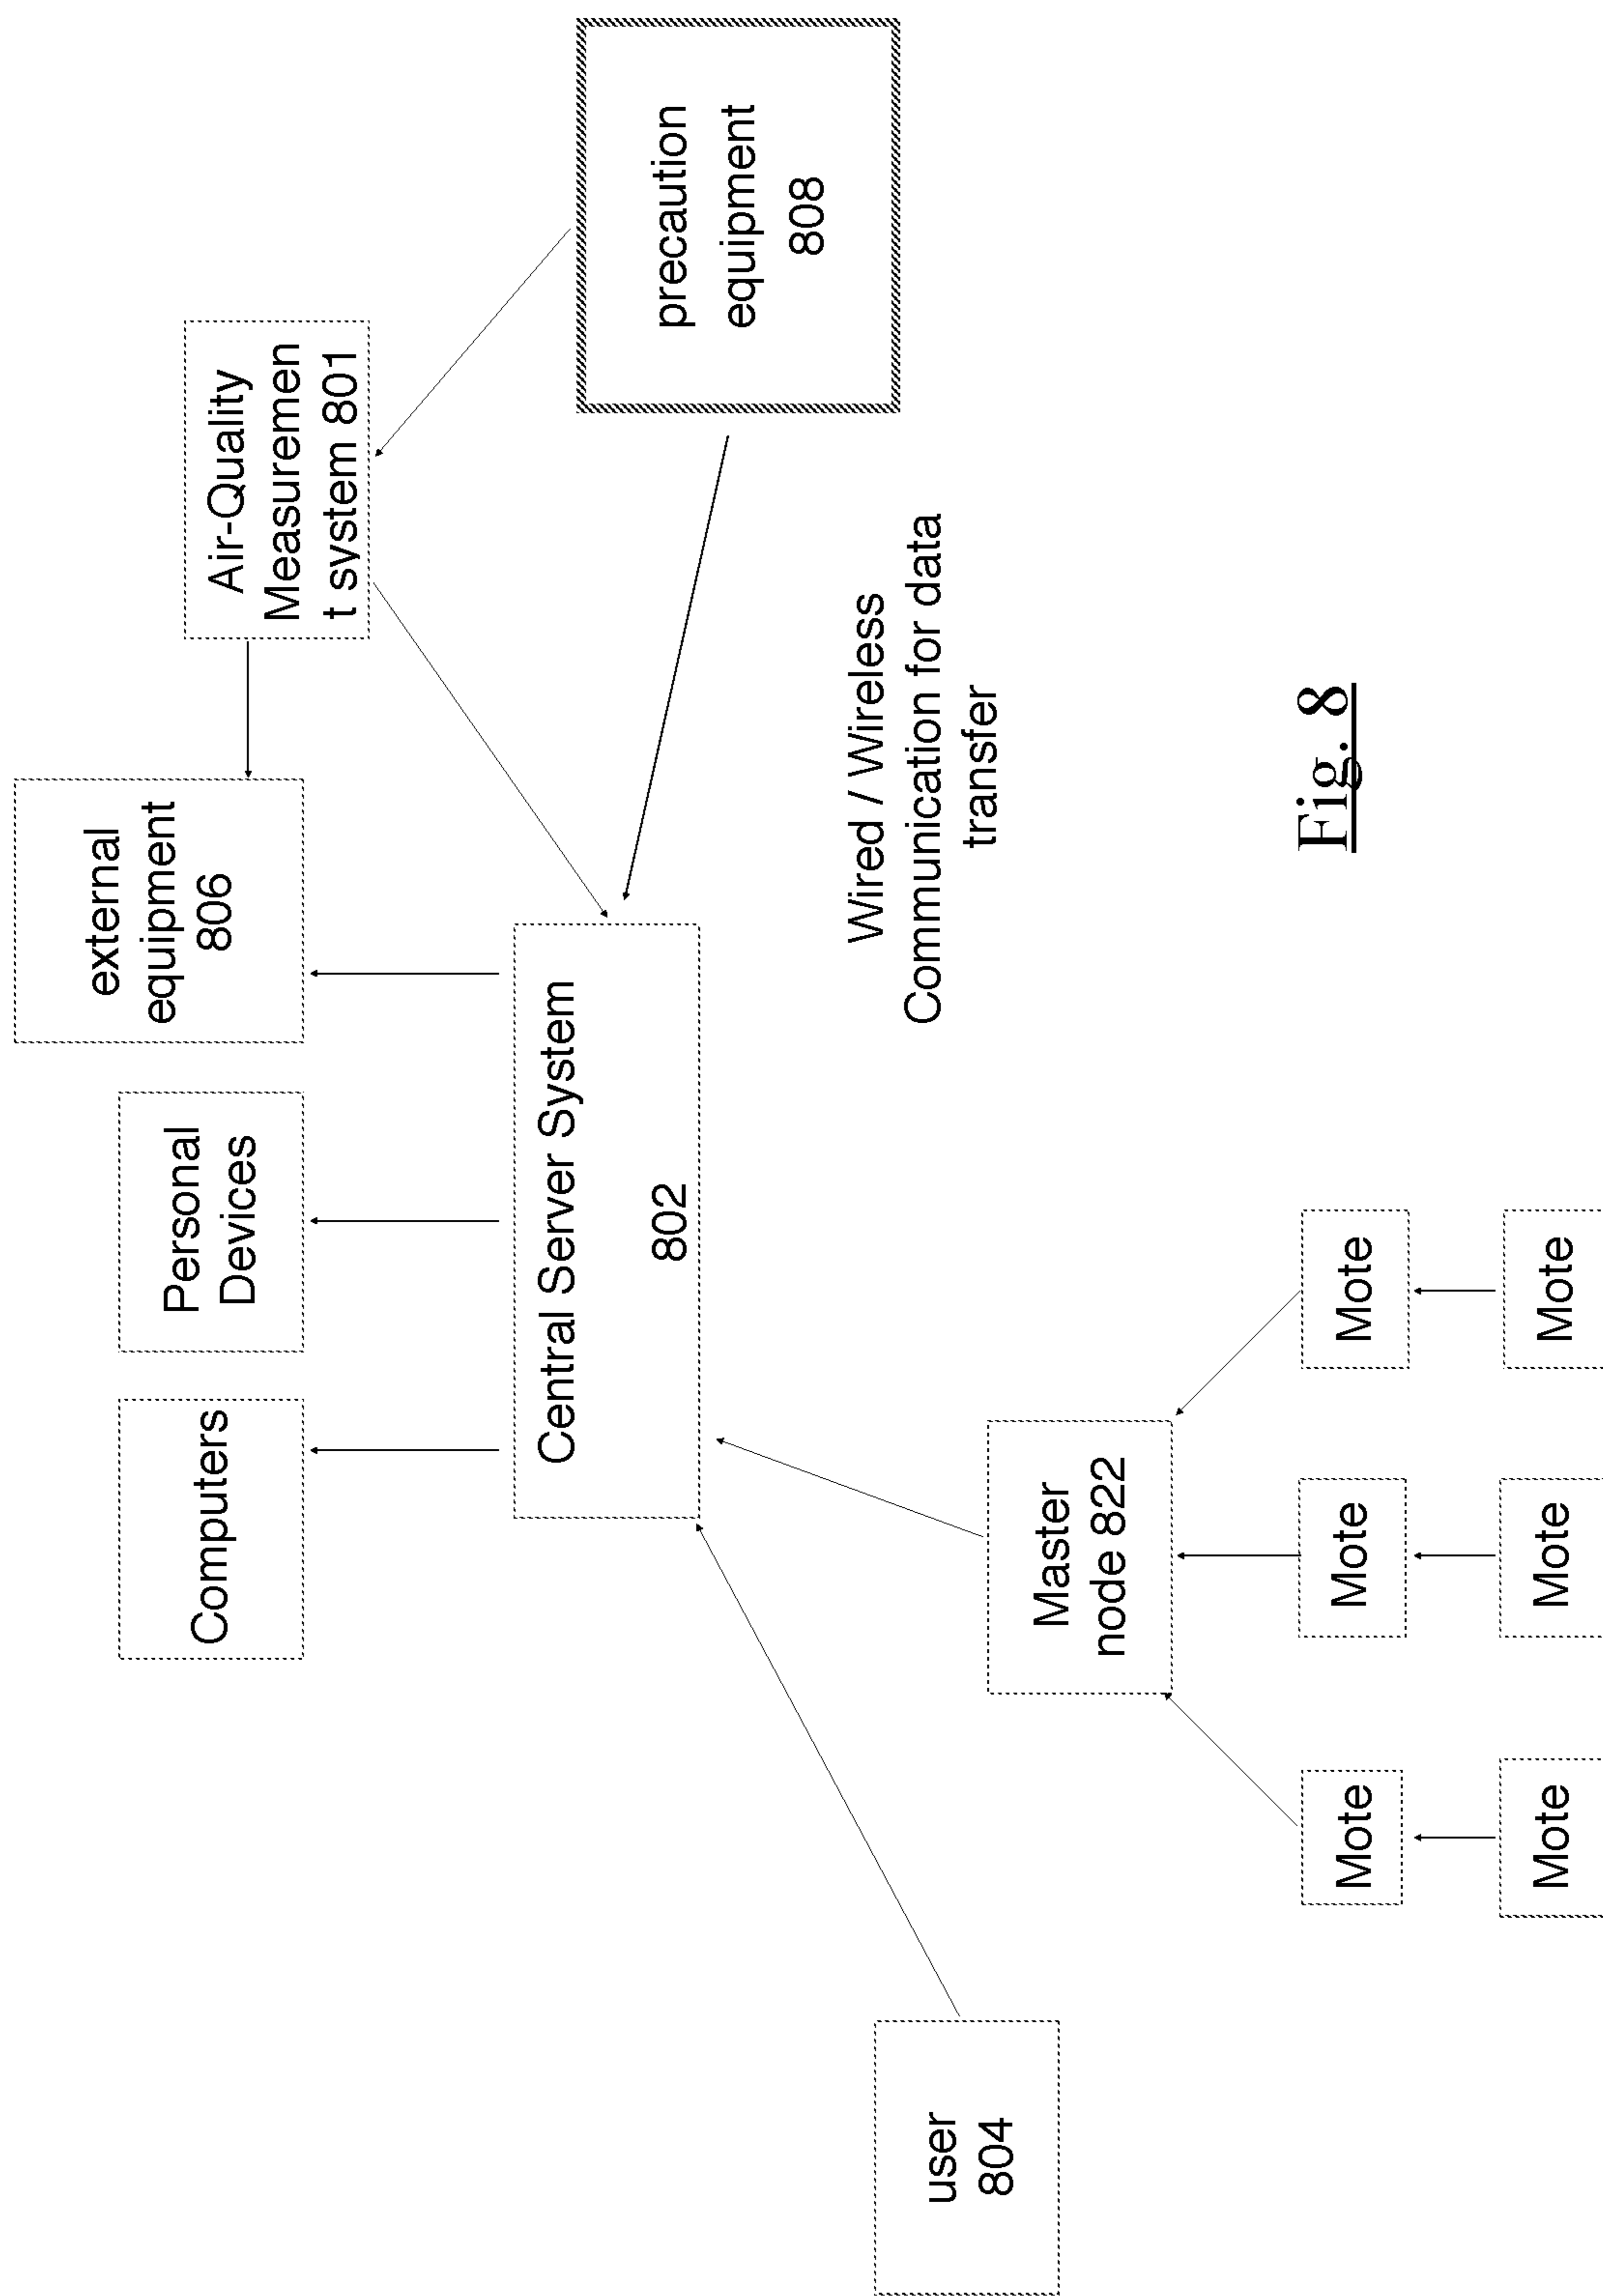 Computers
Personal
Devices
external
equipment
806
Air-Quality
Measuremen
t system 801
Central Server System
802
precaution
equipment
808
Wired / Wireless
Communication for data
transfer
user
804
Master
node 822
Mote
Mote
Mote
Mote
Mote
Mote
Fig. 8